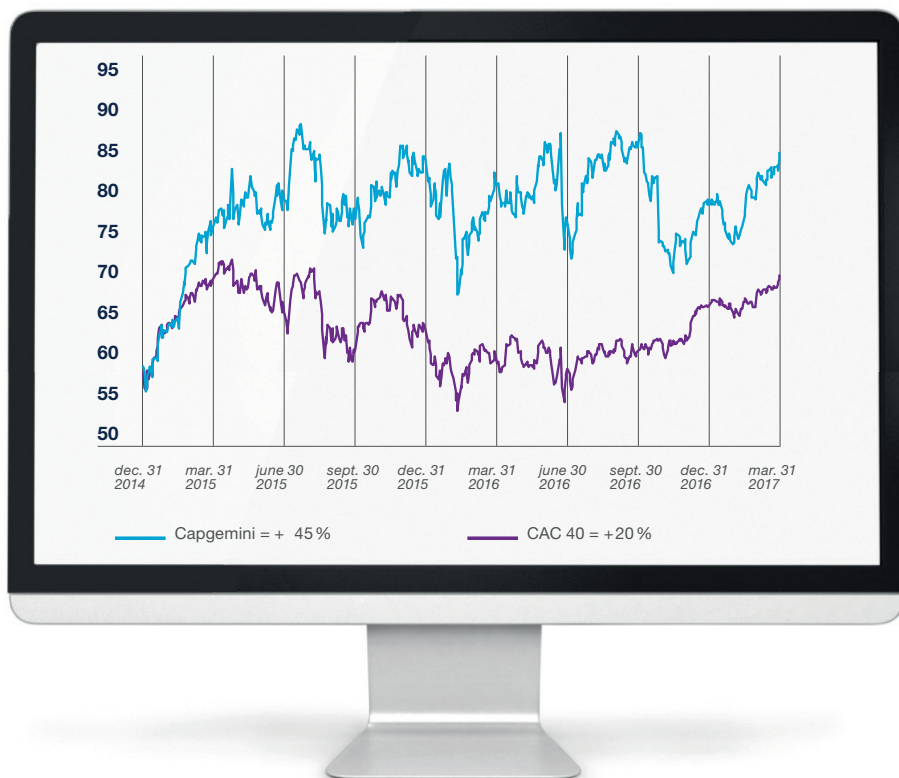 95
90
85
80
75
70
65
60
55
50
dec. 31 2014
mar. 31 2015
june 30 2015
sept. 30 2015
dec. 31 2015
mar. 31 2016
june 30 2016
sept. 30 2016
dec. 31 2016
mar. 31 2017
Capgemini = + 45 %
CAC 40 = +20 %